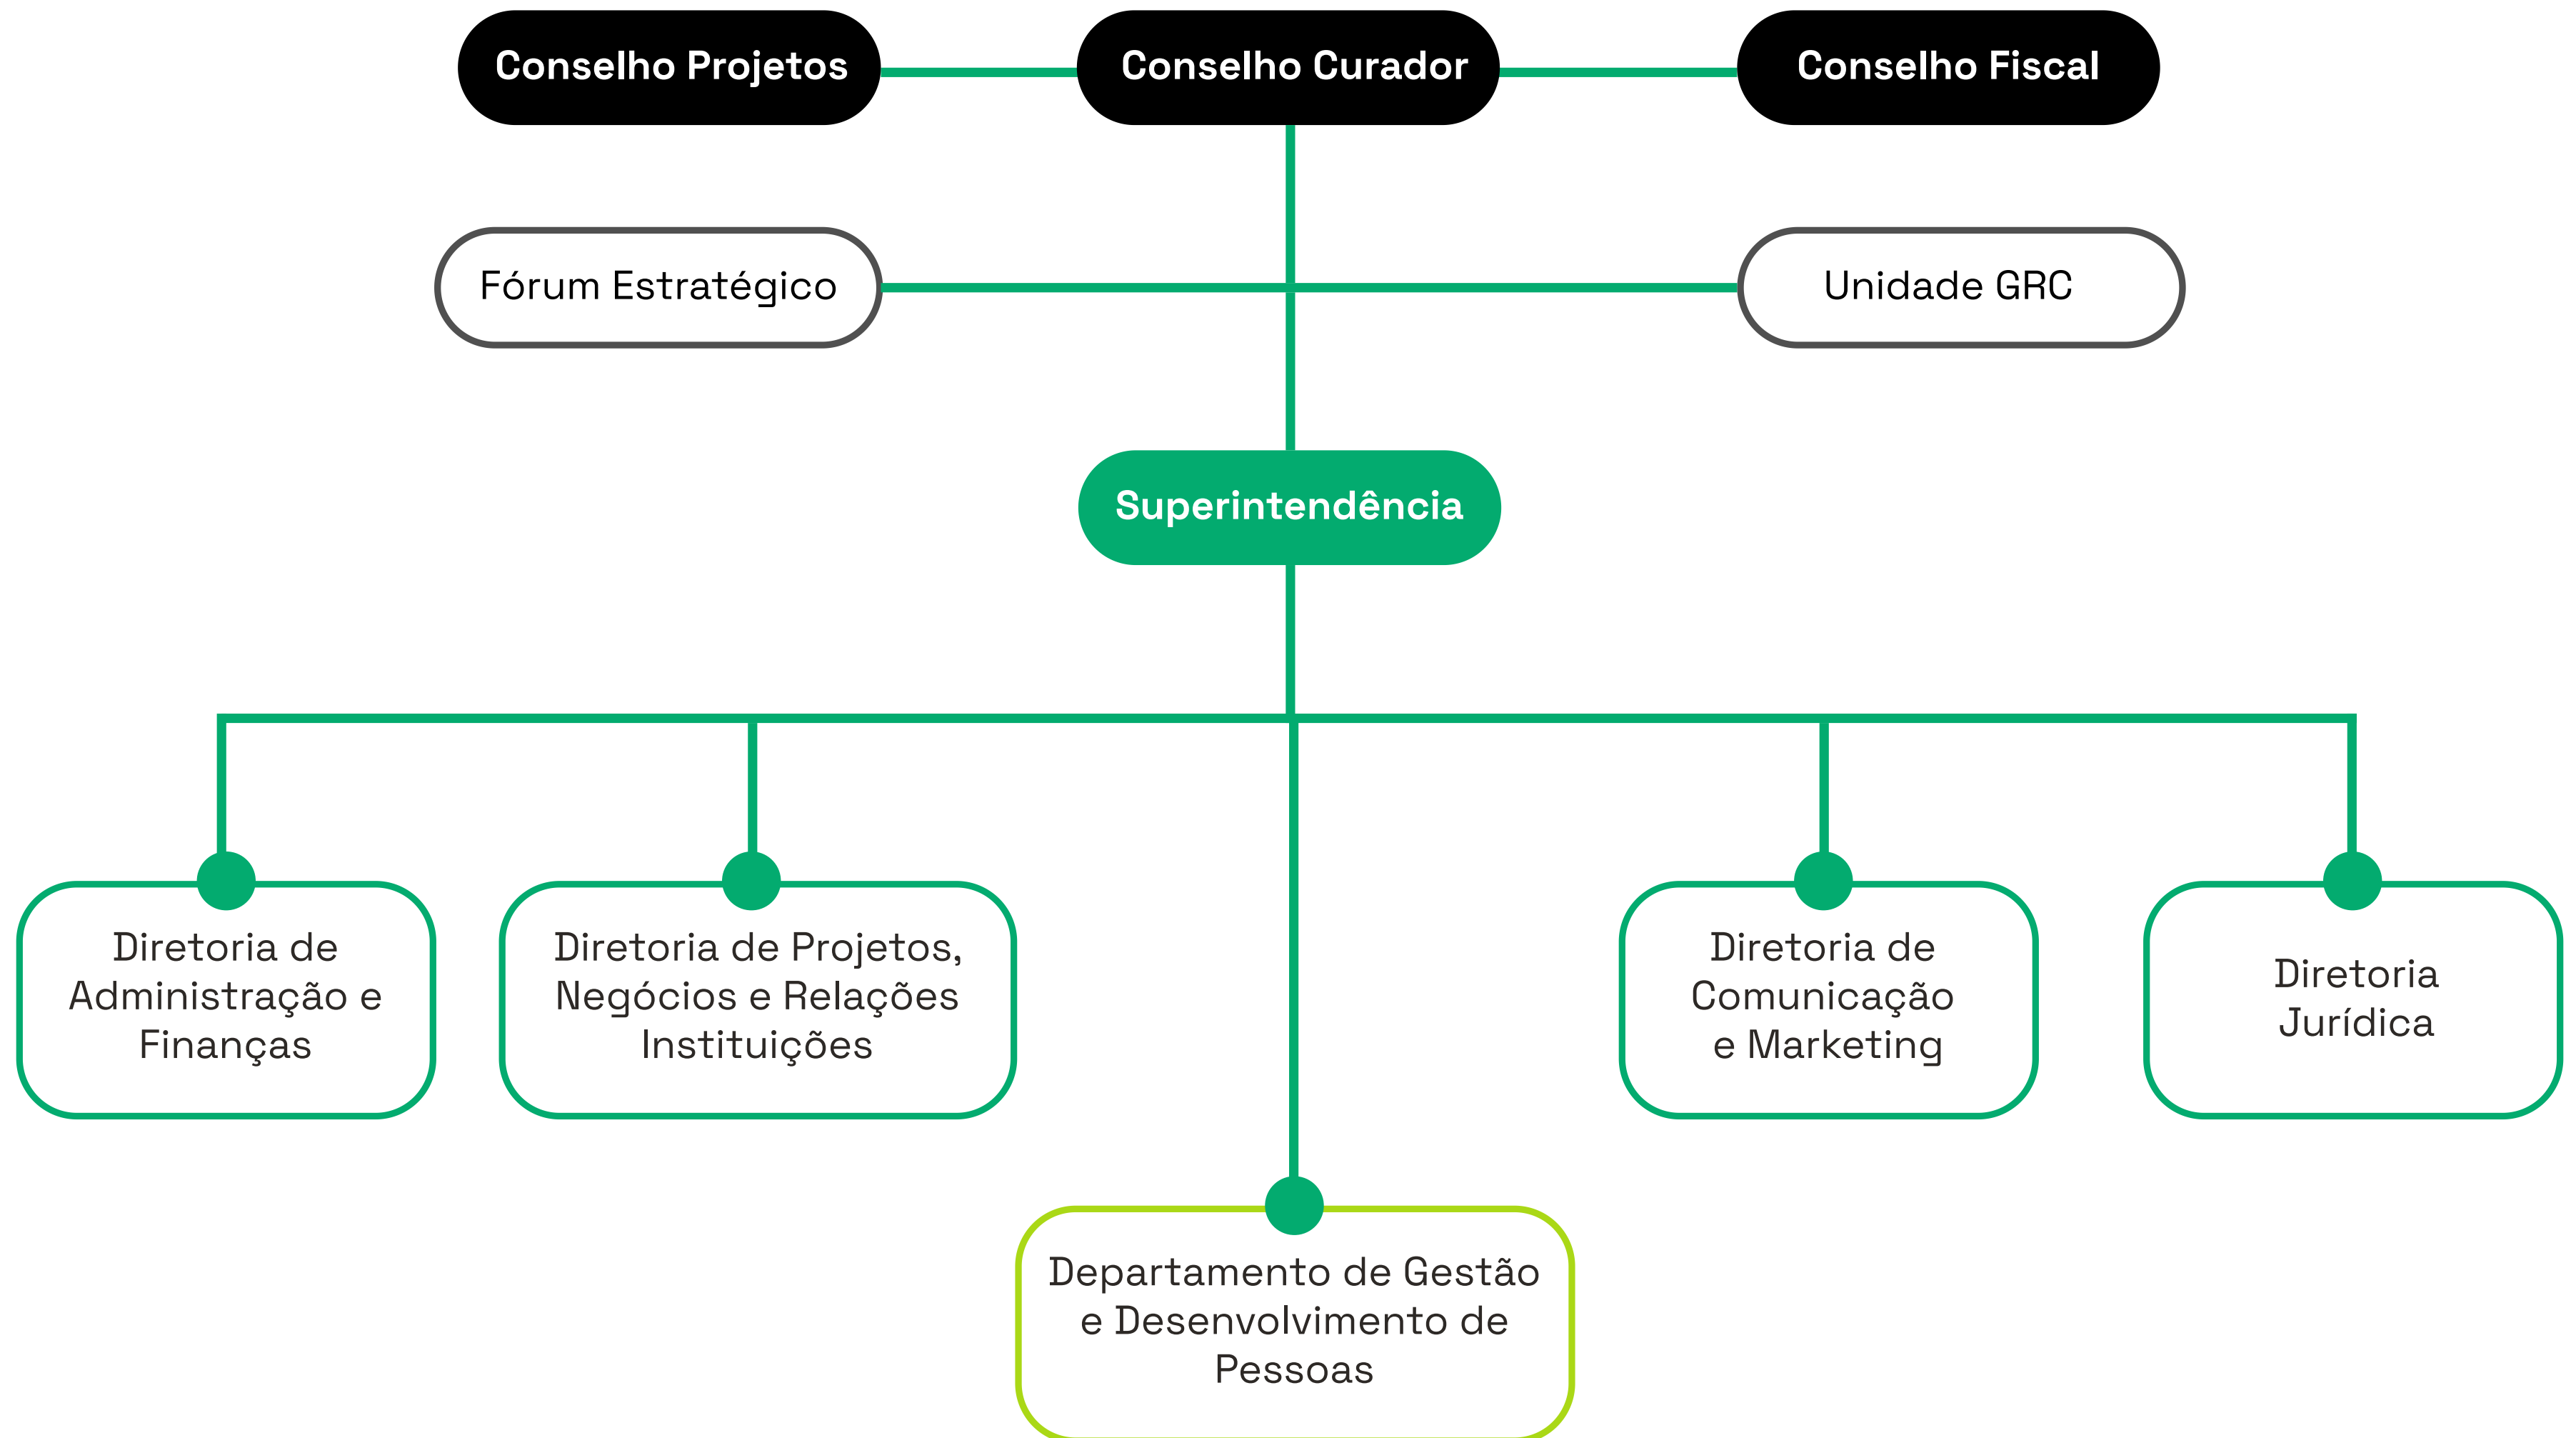 Conselho Projetos
Conselho Curador
Conselho Fiscal
Fórum Estratégico
Unidade GRC
Superintendência
Diretoria de
Administração e
Finanças
Diretoria de Projetos,
Negócios e Relações
Instituições
Diretoria de
Comunicação
e Marketing
Diretoria
Jurídica
Departamento de Gestão
e Desenvolvimento de
Pessoas